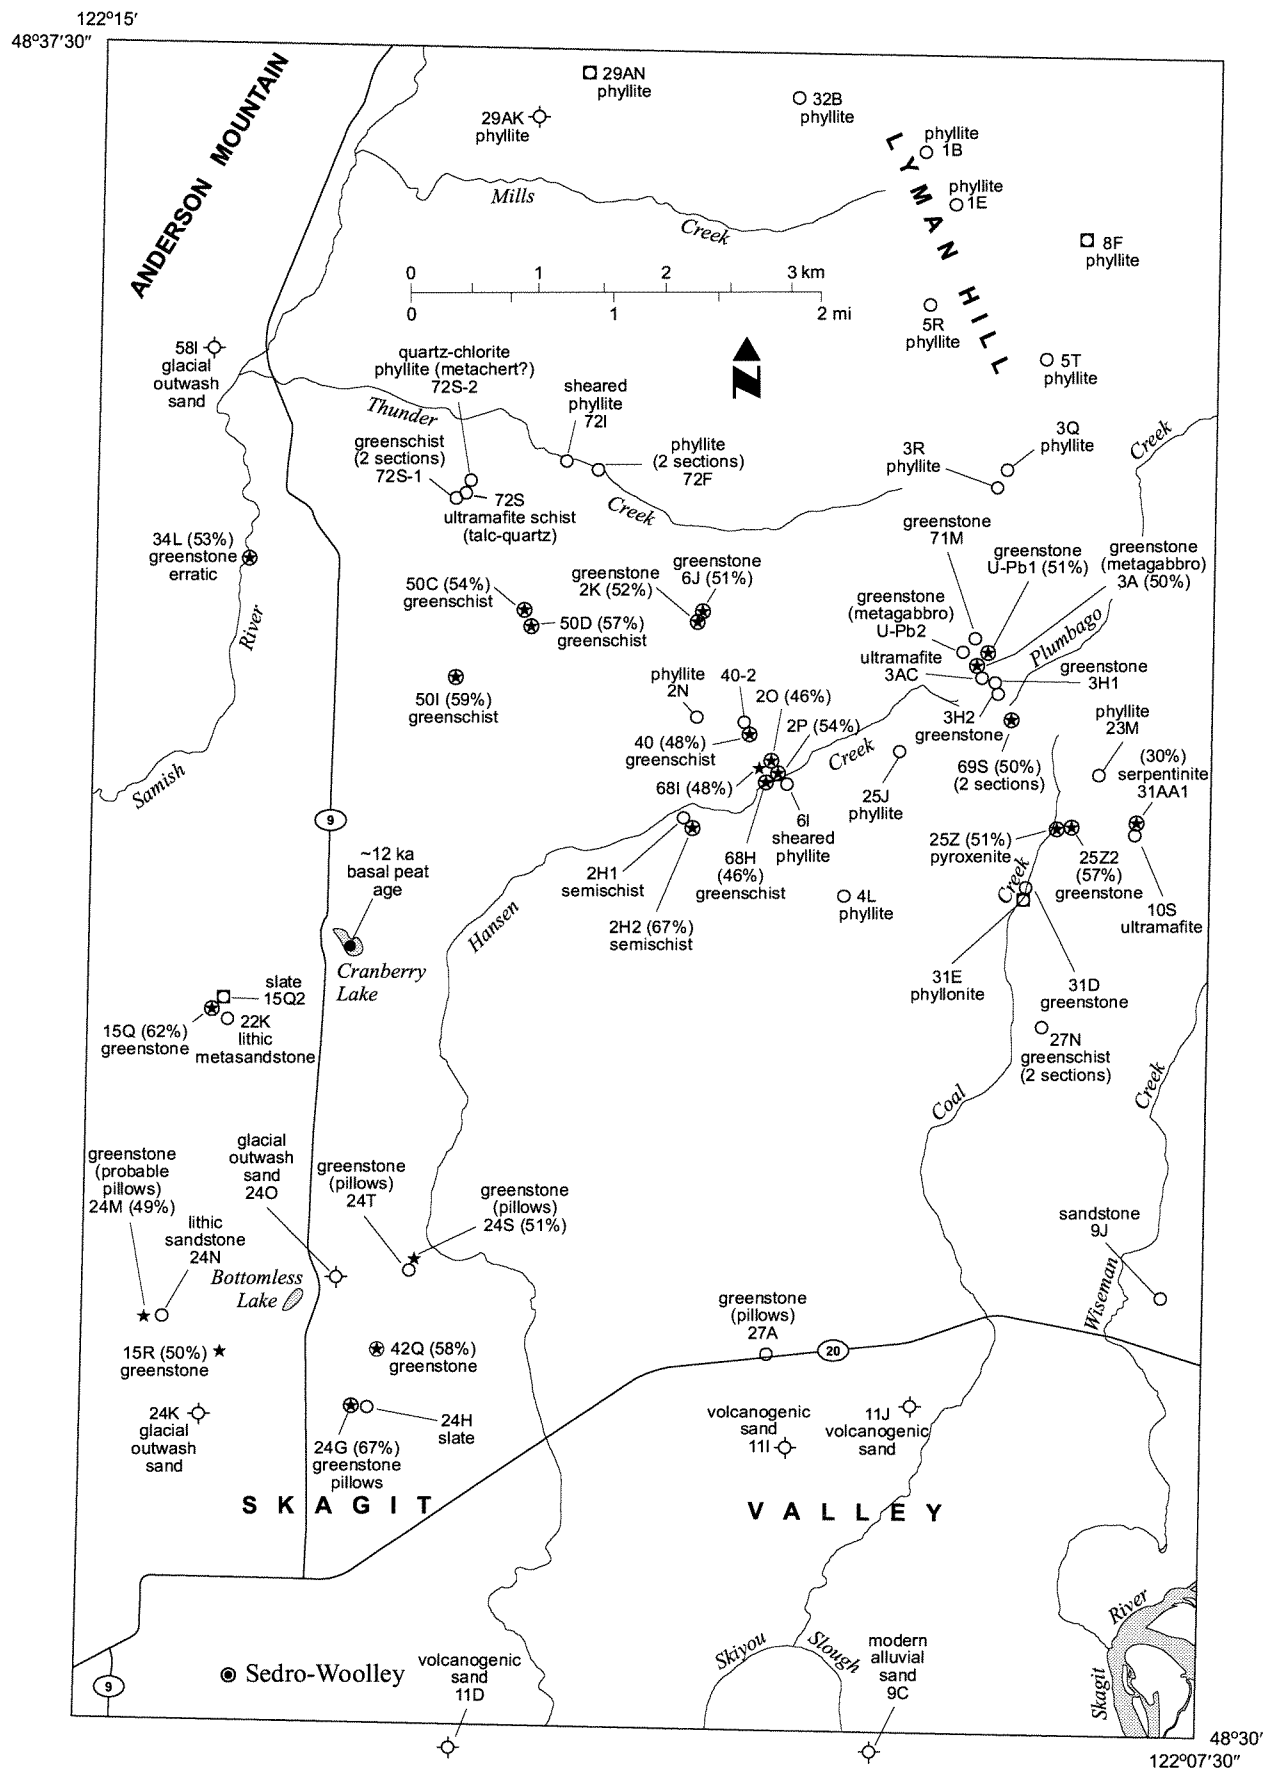 122º15′
48º37′30″
ANDERSON MOUNTAIN
29AN
phyllite
29AK
phyllite
32B
phyllite
phyllite
1B
phyllite
1E
LYMAN HILL
Mills
Creek
8F
phyllite
0 1 2 3 km
0 1 2 mi
5R
phyllite
5T
phyllite
N
58I
glacial
outwash
sand
quartz-chlorite
phyllite (metachert?)
72S-2
sheared
phyllite
72I
Thunder
Creek
greenschist
(2 sections)
72S-1
72S
ultramafite schist
(talc-quartz)
phyllite
(2 sections)
72F
3R
phyllite
3Q
phyllite
Creek
34L (53%)
greenstone
erratic
River
Samish
50C (54%)
greenschist
50D (57%)
greenschist
50I (59%)
greenschist
greenstone
2K (52%)
greenstone
6J (51%)
greenstone
71M
greenstone
U-Pb1 (51%)
greenstone
(metagabbro)
3A (50%)
greenstone
(metagabbro)
U-Pb2
Plumbago
ultramafite
3AC
greenstone
3H1
3H2
greenstone
phyllite
2N
40-2
2O (46%)
2P (54%)
40 (48%)
greenschist
Creek
68I (48%)
25J
phyllite
69S (50%)
(2 sections)
phyllite
23M
(30%)
serpentinite
31AA1
6I
sheared
phyllite
9
68H
(46%)
greenschist
2H1
semischist
2H2 (67%)
semischist
4L
phyllite
25Z (51%)
pyroxenite
25Z2
(57%)
greenstone
10S
ultramafite
Creek
~12 ka
basal peat
age
Cranberry
Lake
Hansen
31E
phyllonite
31D
greenstone
slate
15Q2
15Q (62%)
greenstone
22K
lithic
metasandstone
27N
greenschist
(2 sections)
Coal
Creek
greenstone
(probable
pillows)
24M (49%)
glacial
outwash
sand
24O
greenstone
(pillows)
24T
greenstone
(pillows)
24S (51%)
lithic
sandstone
24N
Bottomless
Lake
sandstone
9J
Wiseman
greenstone
(pillows)
27A
20
15R (50%)
greenstone
42Q (58%)
greenstone
24K
glacial
outwash
sand
24H
slate
24G (67%)
greenstone
pillows
volcanogenic
sand
11I
11J
volcanogenic
sand
SKAGIT VALLEY
River
Skagit
Skiyou
Slough
modern
alluvial
sand
9C
volcanogenic
sand
11D
Sedro-Woolley
9
48º30′
122º07′30″